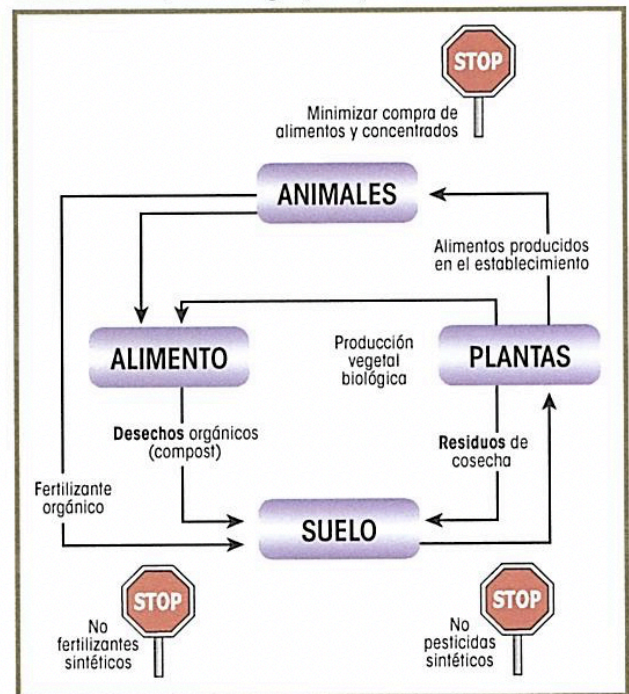 STOP
Minimizar compra de
alimentos y concentrados
ANIMALES
Alimentos producidos
en el establecimiento
ALIMENTO
Producción
vegetal
biológica
PLANTAS
Desechos orgánicos
(compost)
Residuos de
cosecha
Fertilizante
orgánico
SUELO
STOP
No
fertilizantes
sintéticos
STOP
No
pesticidas
sintéticos